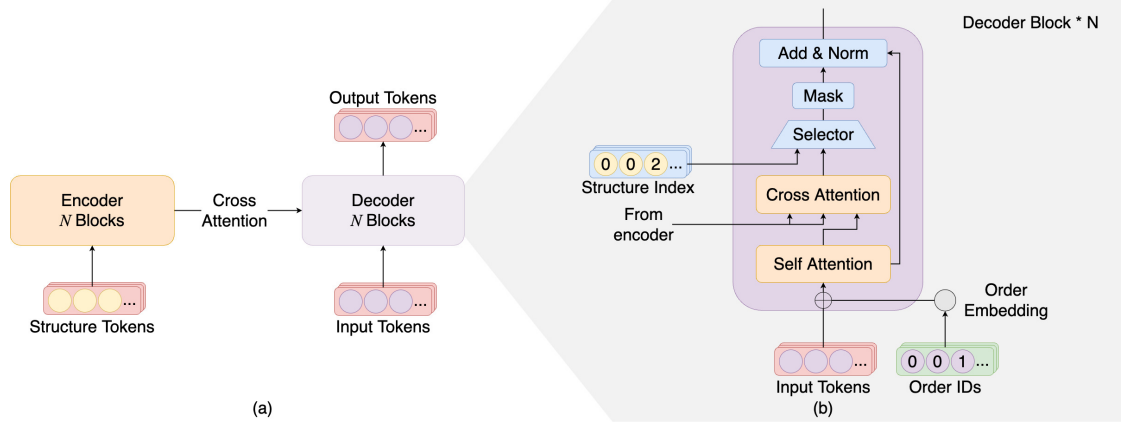 Output Tokens
...
Encoder
N Blocks
Cross
Attention
Decoder
N Blocks
...
Structure Tokens
...
Input Tokens
(a)
Decoder Block * N
Add & Norm
Mask
Selector
0 0 2 ...
Structure Index
Cross Attention
From
encoder
Self Attention
Order
Embedding
...
Input Tokens
0 0 1 ...
Order IDs
(b)